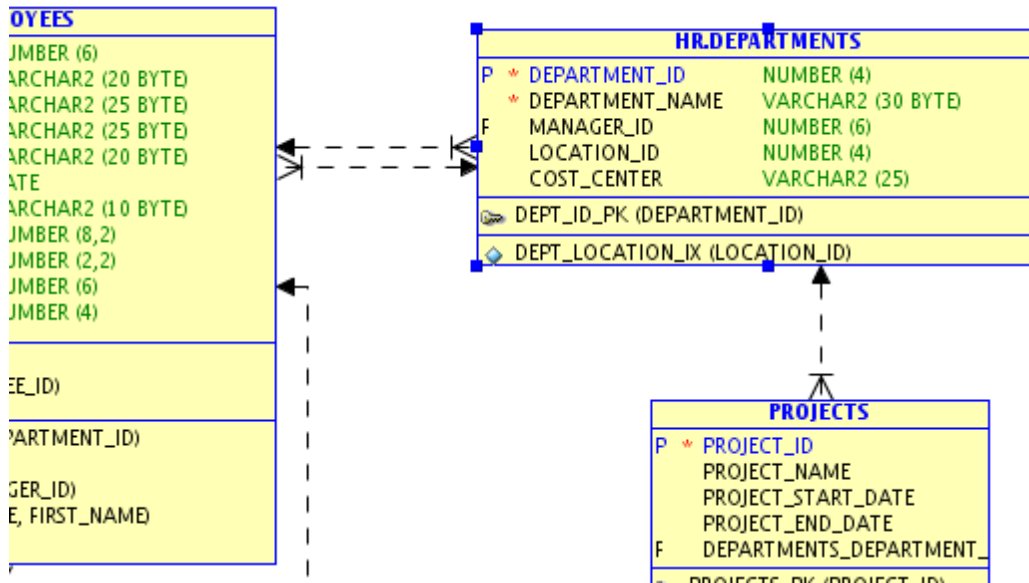 OYEES
UMBER (6)
ARCHAR2 (20 BYTE)
ARCHAR2 (25 BYTE)
ARCHAR2 (25 BYTE)
ARCHAR2 (20 BYTE)
ATE
ARCHAR2 (10 BYTE)
UMBER (8,2)
UMBER (2,2)
UMBER (6)
UMBER (4)
EE_ID)
PARTMENT_ID)
GER_ID)
E, FIRST_NAME)
HR.DEPARTMENTS
P * DEPARTMENT_ID NUMBER (4)
* DEPARTMENT_NAME VARCHAR2 (30 BYTE)
F MANAGER_ID NUMBER (6)
LOCATION_ID NUMBER (4)
COST_CENTER VARCHAR2 (25)
DEPT_ID_PK (DEPARTMENT_ID)
DEPT_LOCATION_IX (LOCATION_ID)
PROJECTS
P * PROJECT_ID
PROJECT_NAME
PROJECT_START_DATE
PROJECT_END_DATE
F DEPARTMENTS_DEPARTMENT_
PROJECTS_PK (PROJECT_ID)